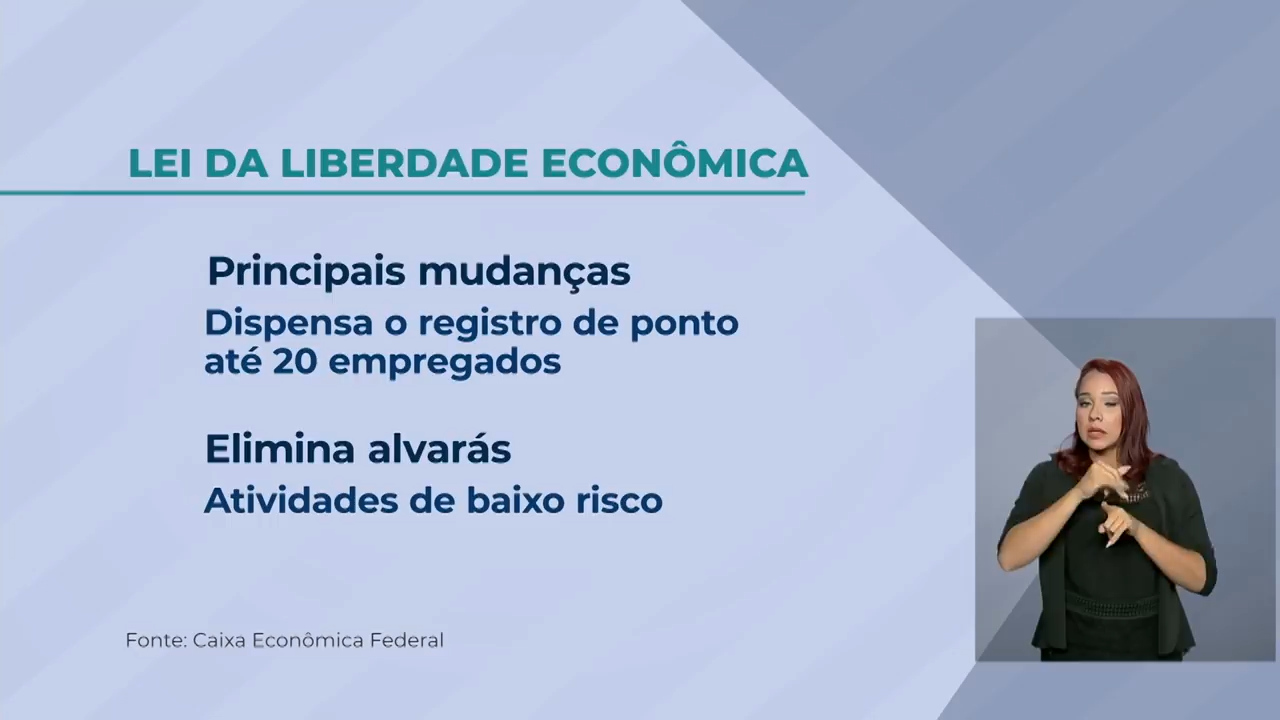 LEI DA LIBERDADE ECONÔMICA
Principais mudanças
Dispensa o registro de ponto
até 20 empregados
Elimina alvarás
Atividades de baixo risco
Fonte: Caixa Econômica Federal